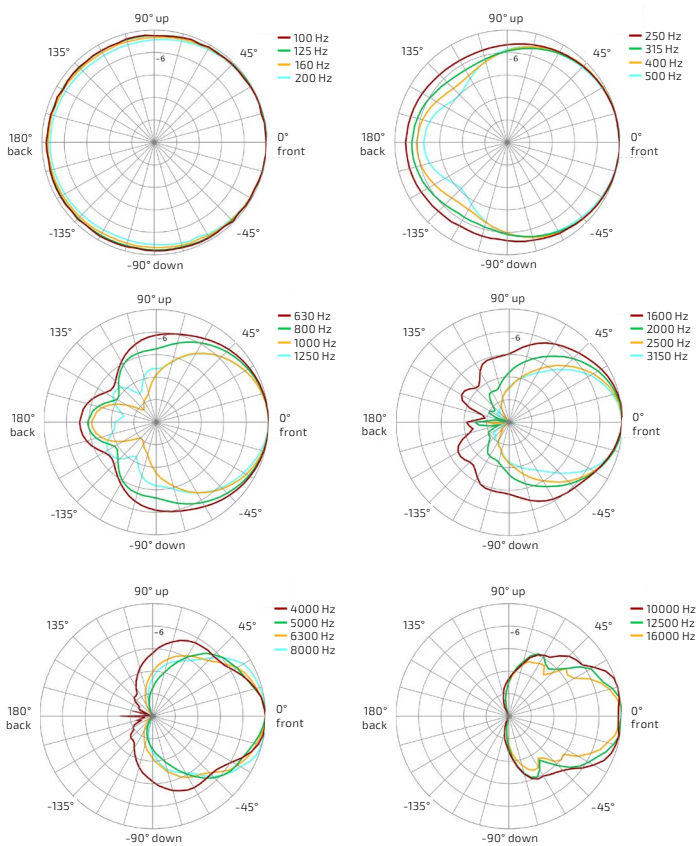 90° up
135°
45°
-6
180°
back
0°
front
-135°
-45°
-90° down
100 Hz
125 Hz
160 Hz
200 Hz
90° up
135°
45°
-6
180°
back
0°
front
-135°
-45°
-90° down
250 Hz
315 Hz
400 Hz
500 Hz
90° up
135°
45°
-6
180°
back
0°
front
-135°
-45°
-90° down
630 Hz
800 Hz
1000 Hz
1250 Hz
90° up
135°
45°
-6
180°
back
0°
front
-135°
-45°
-90° down
1600 Hz
2000 Hz
2500 Hz
3150 Hz
90° up
135°
45°
-6
180°
back
0°
front
-135°
-45°
-90° down
4000 Hz
5000 Hz
6300 Hz
8000 Hz
90° up
135°
45°
-6
180°
back
0°
front
-135°
-45°
-90° down
10000 Hz
12500 Hz
16000 Hz